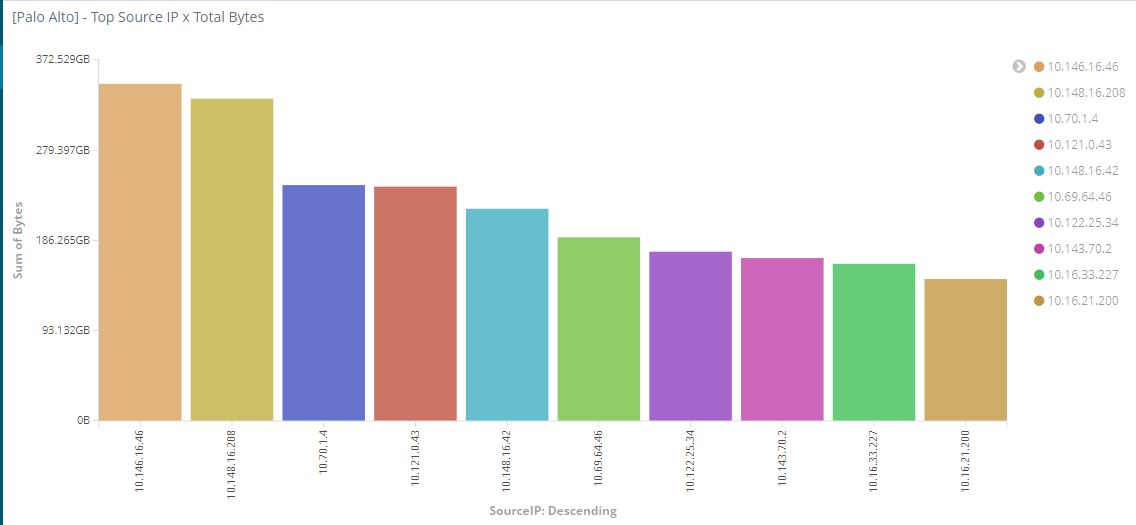 [Palo Alto] - Top Source IP x Total Bytes
372.529GB
279.397GB
186.265GB
93.132GB
0B
Sum of Bytes
10.146.16.46
10.148.16.208
10.70.1.4
10.121.0.43
10.148.16.42
10.69.64.46
10.122.25.34
10.143.70.2
10.16.33.227
10.16.21.200
SourceIP: Descending
10.146.16.46
10.148.16.208
10.70.1.4
10.121.0.43
10.148.16.42
10.69.64.46
10.122.25.34
10.143.70.2
10.16.33.227
10.16.21.200